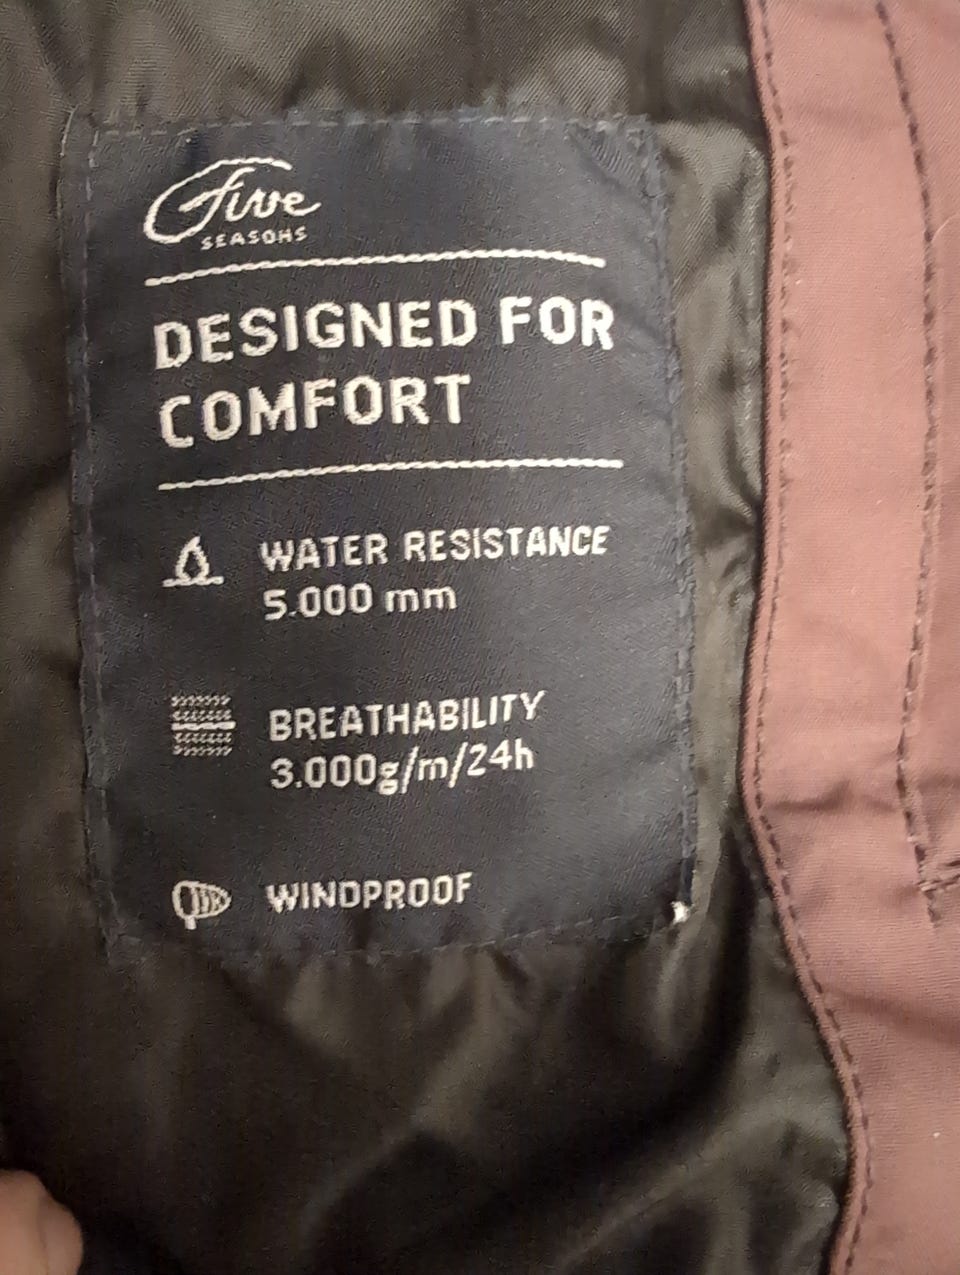 Five
SEASONS
DESIGNED FOR
COMFORT
WATER RESISTANCE
5.000 mm
BREATHABILITY
3.000g/m/24h
WINDPROOF